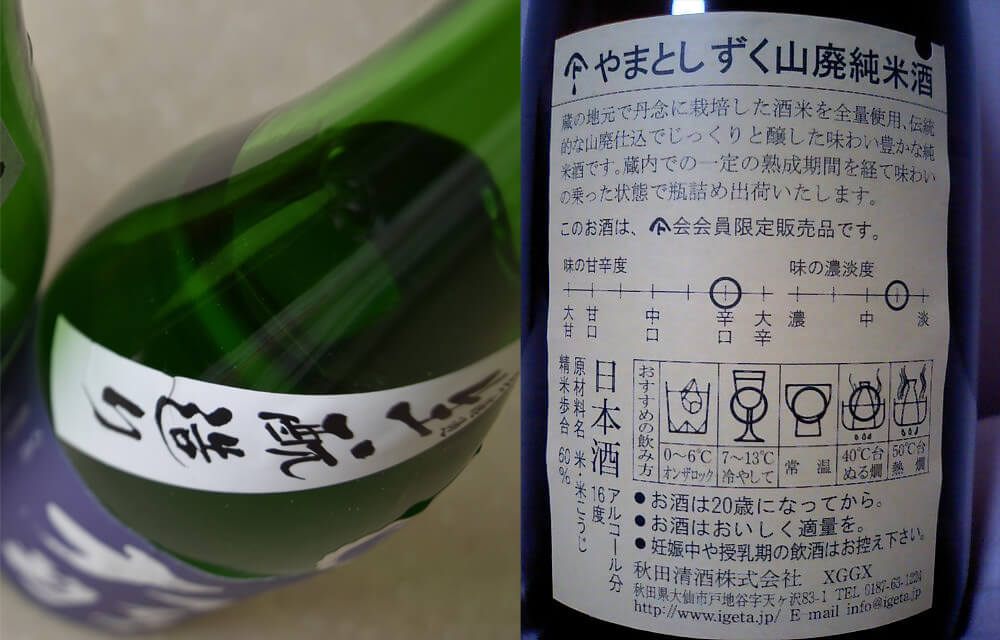 生酛造り
やまとしずく山廃純米酒
蔵の地元で丹念に栽培した酒米を全量使用、伝統
的な山廃仕込でじっくりと醸した味わい豊かな純
米酒です。蔵内での一定の熟成期間を経て味わい
の乗った状態で瓶詰め出荷いたします。
このお酒は、
会会員限定販売品です。
味の甘辛度
味の濃淡度
大甘
甘口
中口
辛口
大辛
濃
中
淡
日本酒
アルコール分
16度
原材料名 米・米こうじ
精米歩合 60%
おすすめの飲み方
0～6℃
オンザロック
7～13℃
冷やして
常温
40℃台
ぬる燗
50℃台
熱燗
●お酒は20歳になってから。
●お酒はおいしく適量を。
●妊娠中や授乳期の飲酒はお控え下さい。
秋田清酒株式会社 XGGX
秋田県大仙市戸地谷字天ヶ沢83-1 TEL 0187-63-1224
http://www.igeta.jp/ E mail info@igeta.jp